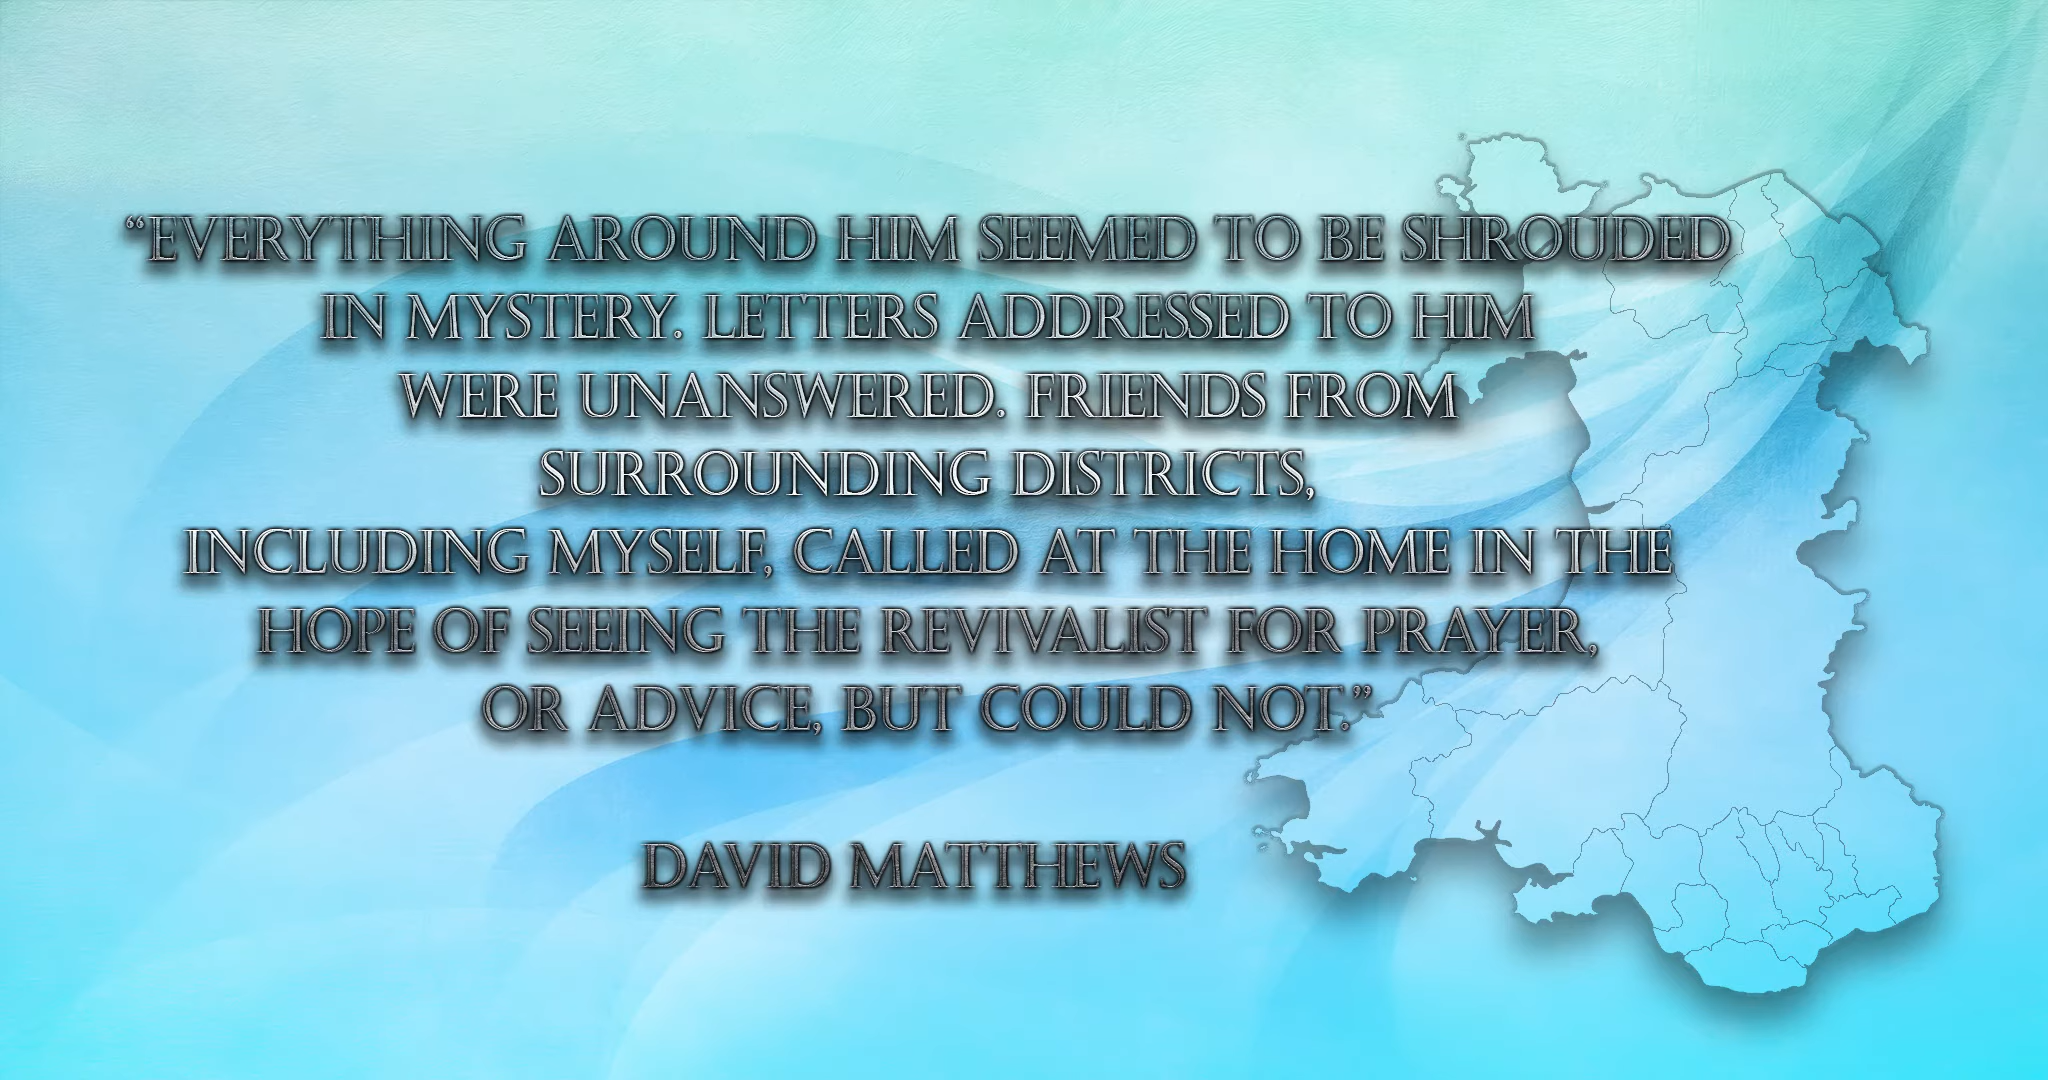 “EVERYTHING AROUND HIM SEEMED TO BE SHROUDED
IN MYSTERY. LETTERS ADDRESSED TO HIM
WERE UNANSWERED. FRIENDS FROM
SURROUNDING DISTRICTS,
INCLUDING MYSELF, CALLED AT THE HOME IN THE
HOPE OF SEEING THE REVIVALIST FOR PRAYER,
OR ADVICE, BUT COULD NOT.”
DAVID MATTHEWS